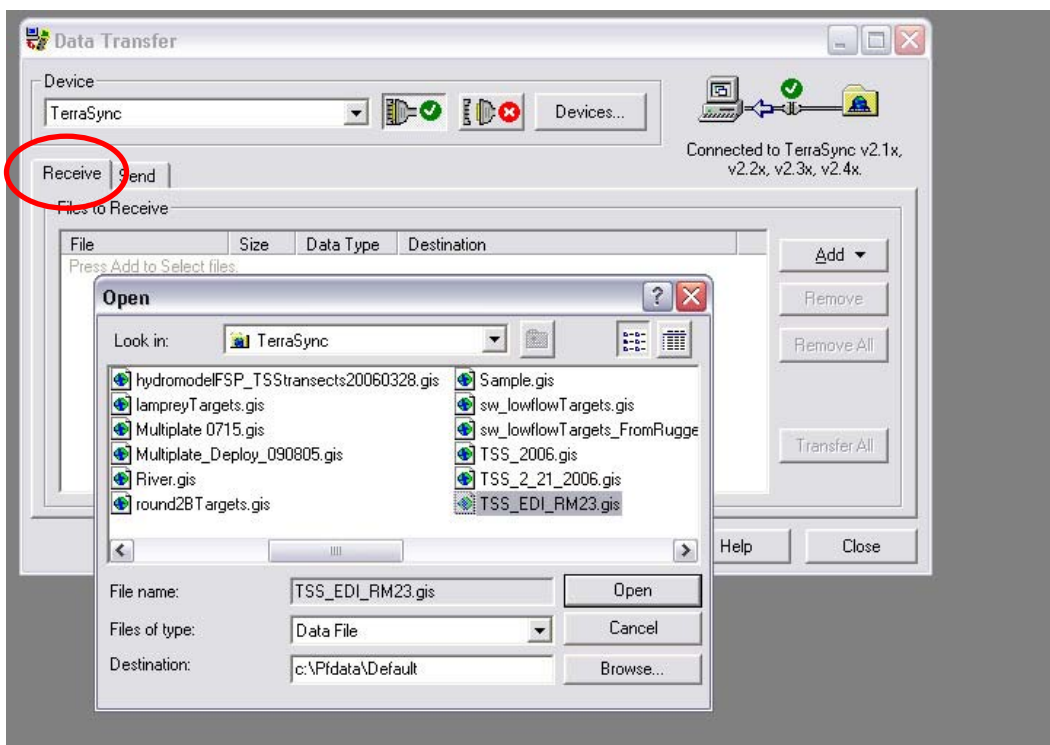 Data Transfer
Device
TerraSync
Devices...
Connected to TerraSync v2.1x,
v2.2x, v2.3x, v2.4x.
Receive Send
Files to Receive
File Size Data Type Destination
Press Add to Select files.
Add
Remove
Remove All
Transfer All
Help Close
Open
Look in: TerraSync
hydromodelFSP_TSStransects20060328.gis
lampreyTargets.gis
Multiplate 0715.gis
Multiplate_Deploy_090805.gis
River.gis
round2BTargets.gis
Sample.gis
sw_lowflowTargets.gis
sw_lowflowTargets_FromRugge
TSS_2006.gis
TSS_2_21_2006.gis
TSS_EDI_RM23.gis
File name: TSS_EDI_RM23.gis Open
Files of type: Data File Cancel
Destination: c:\Pfdata\Default Browse...